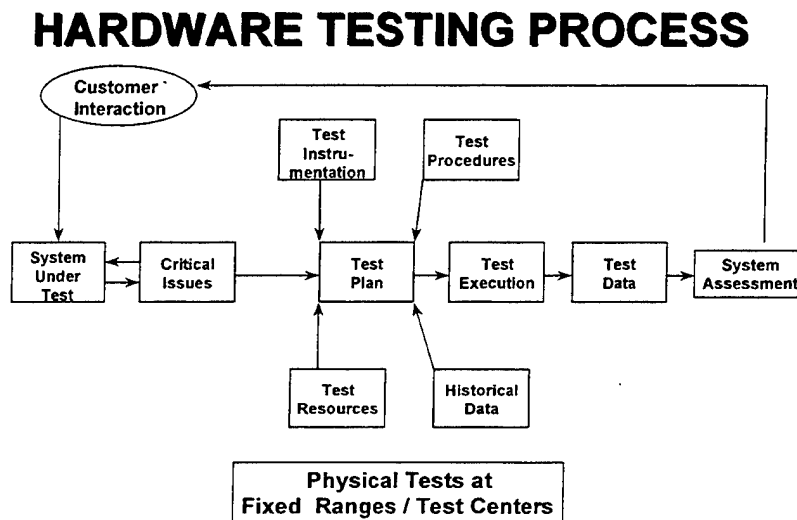 HARDWARE TESTING PROCESS
Customer
Interaction
Test
Instru-
mentation
Test
Procedures
System
Under
Test
Critical
Issues
Test
Plan
Test
Execution
Test
Data
System
Assessment
Test
Resources
Historical
Data
Physical Tests at
Fixed Ranges / Test Centers